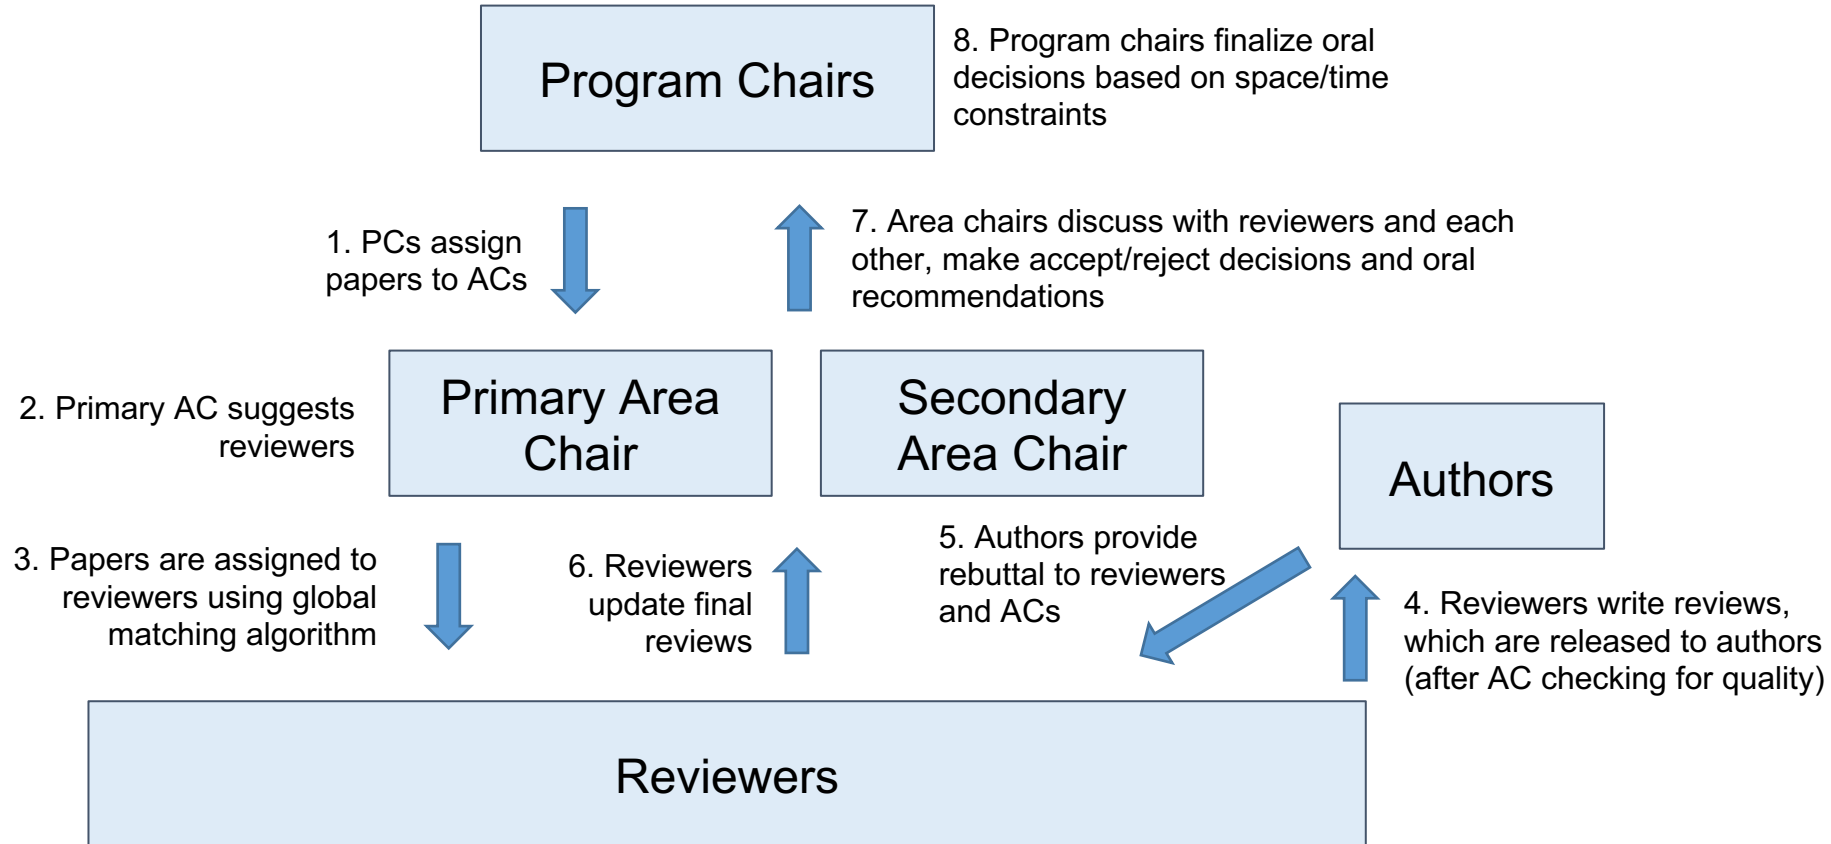 Program Chairs
8. Program chairs finalize oral
decisions based on space/time
constraints
1. PCs assign
papers to ACs
7. Area chairs discuss with reviewers and each
other, make accept/reject decisions and oral
recommendations
2. Primary AC suggests
reviewers
Primary Area
Chair
Secondary
Area Chair
Authors
3. Papers are assigned to
reviewers using global
matching algorithm
6. Reviewers
update final
reviews
5. Authors provide
rebuttal to reviewers
and ACs
4. Reviewers write reviews,
which are released to authors
(after AC checking for quality)
Reviewers